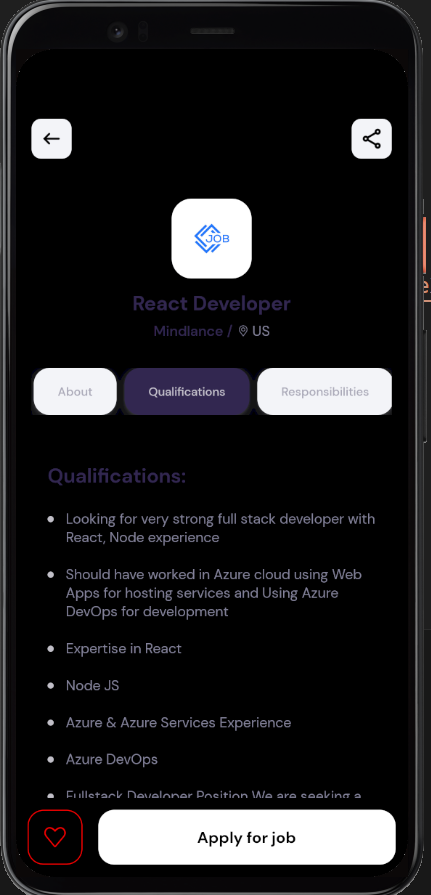 JOB
React Developer
Mindlance / US
About
Qualifications
Responsibilities
Qualifications:
Looking for very strong full stack developer with
React, Node experience
Should have worked in Azure cloud using Web
Apps for hosting services and Using Azure
DevOps for development
Expertise in React
Node JS
Azure & Azure Services Experience
Azure DevOps
Fullstack Developer Position We are seeking a
Apply for job